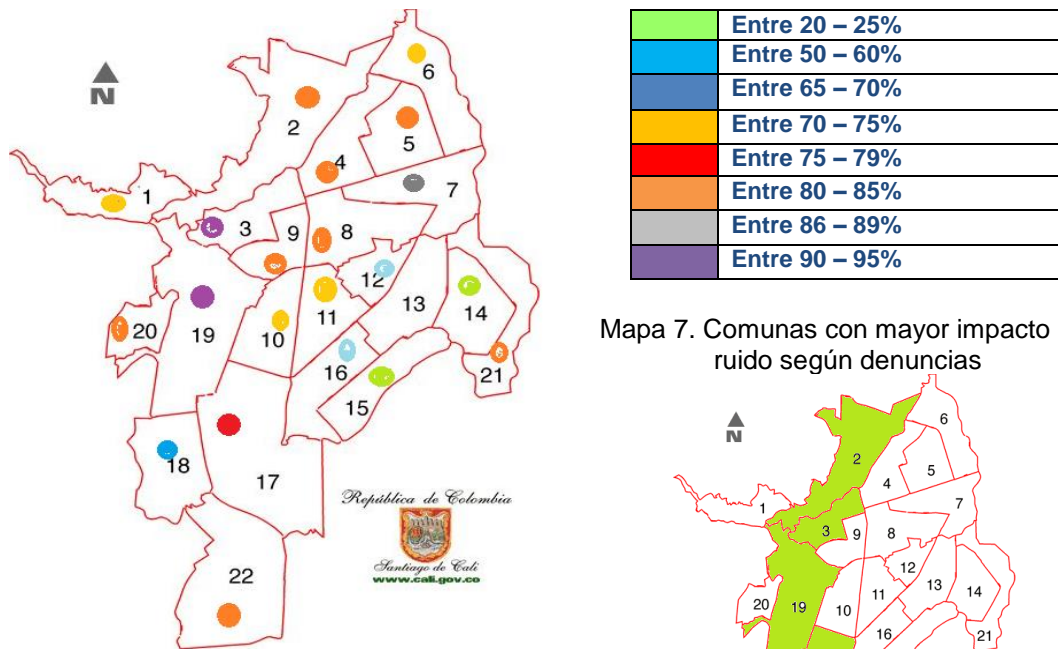 N
6
2
5
4
7
1
3
9
8
12
13
14
11
20
19
10
16
21
15
18
17
República de Colombia
Santiago de Cali
www.cali.gov.co
22
Entre 20 – 25%
Entre 50 – 60%
Entre 65 – 70%
Entre 70 – 75%
Entre 75 – 79%
Entre 80 – 85%
Entre 86 – 89%
Entre 90 – 95%
Mapa 7. Comunas con mayor impacto
ruido según denuncias
N
6
2
5
4
7
1
3
9
8
12
13
14
11
20
19
10
16
21